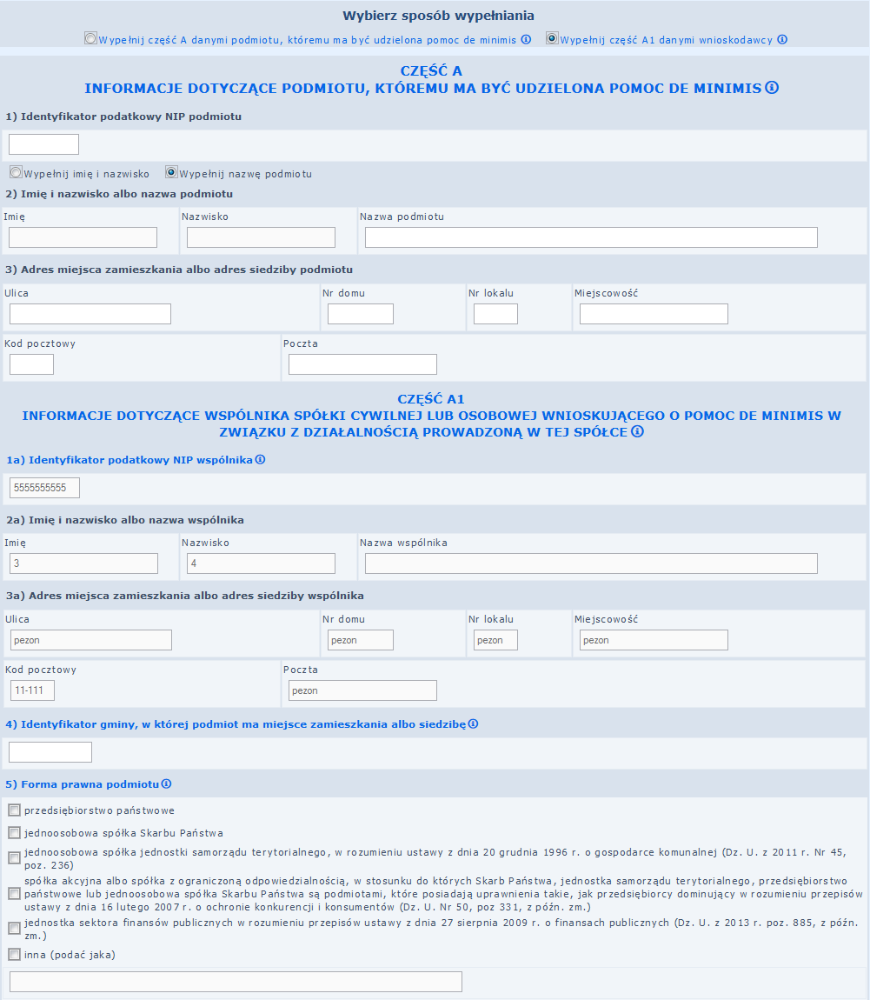 Wybierz sposób wypełniania
Wypełnij część A danymi podmiotu, któremu ma być udzielona pomoc de minimis Wypełnij część A1 danymi wnioskodawcy
CZĘŚĆ A
INFORMACJE DOTYCZĄCE PODMIOTU, KTÓREMU MA BYĆ UDZIELONA POMOC DE MINIMIS
1) Identyfikator podatkowy NIP podmiotu
Wypełnij imię i nazwisko Wypełnij nazwę podmiotu
2) Imię i nazwisko albo nazwa podmiotu
Imię Nazwisko Nazwa podmiotu
3) Adres miejsca zamieszkania albo adres siedziby podmiotu
Ulica Nr domu Nr lokalu Miejscowość
Kod pocztowy Poczta
CZĘŚĆ A1
INFORMACJE DOTYCZĄCE WSPÓLNIKA SPÓŁKI CYWILNEJ LUB OSOBOWEJ WNIOSKUJĄCEGO O POMOC DE MINIMIS W
ZWIĄZKU Z DZIAŁALNOŚCIĄ PROWADZONĄ W TEJ SPÓŁCE
1a) Identyfikator podatkowy NIP wspólnika
5555555555
2a) Imię i nazwisko albo nazwa wspólnika
Imię Nazwisko Nazwa wspólnika
3 4
3a) Adres miejsca zamieszkania albo adres siedziby wspólnika
Ulica Nr domu Nr lokalu Miejscowość
pezon pezon pezon pezon
Kod pocztowy Poczta
11-111 pezon
4) Identyfikator gminy, w której podmiot ma miejsce zamieszkania albo siedzibę
5) Forma prawna podmiotu
przedsiębiorstwo państwowe
jednoosobowa spółka Skarbu Państwa
jednoosobowa spółka jednostki samorządu terytorialnego, w rozumieniu ustawy z dnia 20 grudnia 1996 r. o gospodarce komunalnej (Dz. U. z 2011 r. Nr 45,
poz. 236)
spółka akcyjna albo spółka z ograniczoną odpowiedzialnością, w stosunku do których Skarb Państwa, jednostka samorządu terytorialnego, przedsiębiorstwo
państwowe lub jednoosobowa spółka Skarbu Państwa są podmiotami, które posiadają uprawnienia takie, jak przedsiębiorcy dominujący w rozumieniu przepisów
ustawy z dnia 16 lutego 2007 r. o ochronie konkurencji i konsumentów (Dz. U. Nr 50, poz 331, z późn. zm.)
jednostka sektora finansów publicznych w rozumieniu przepisów ustawy z dnia 27 sierpnia 2009 r. o finansach publicznych (Dz. U. z 2013 r. poz. 885, z późn.
zm.)
inna (podać jaka)